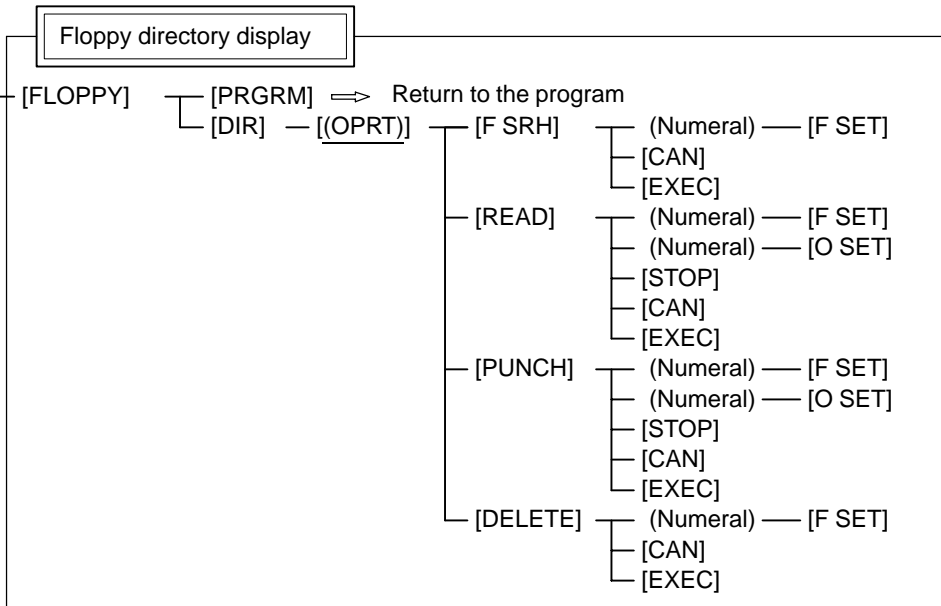 Floppy directory display
[FLOPPY] [PRGRM] Return to the program
[DIR] [(OPRT)] [F SRH] (Numeral) [F SET]
[CAN]
[EXEC]
[READ] (Numeral) [F SET]
(Numeral) [O SET]
[STOP]
[CAN]
[EXEC]
[PUNCH] (Numeral) [F SET]
(Numeral) [O SET]
[STOP]
[CAN]
[EXEC]
[DELETE] (Numeral) [F SET]
[CAN]
[EXEC]